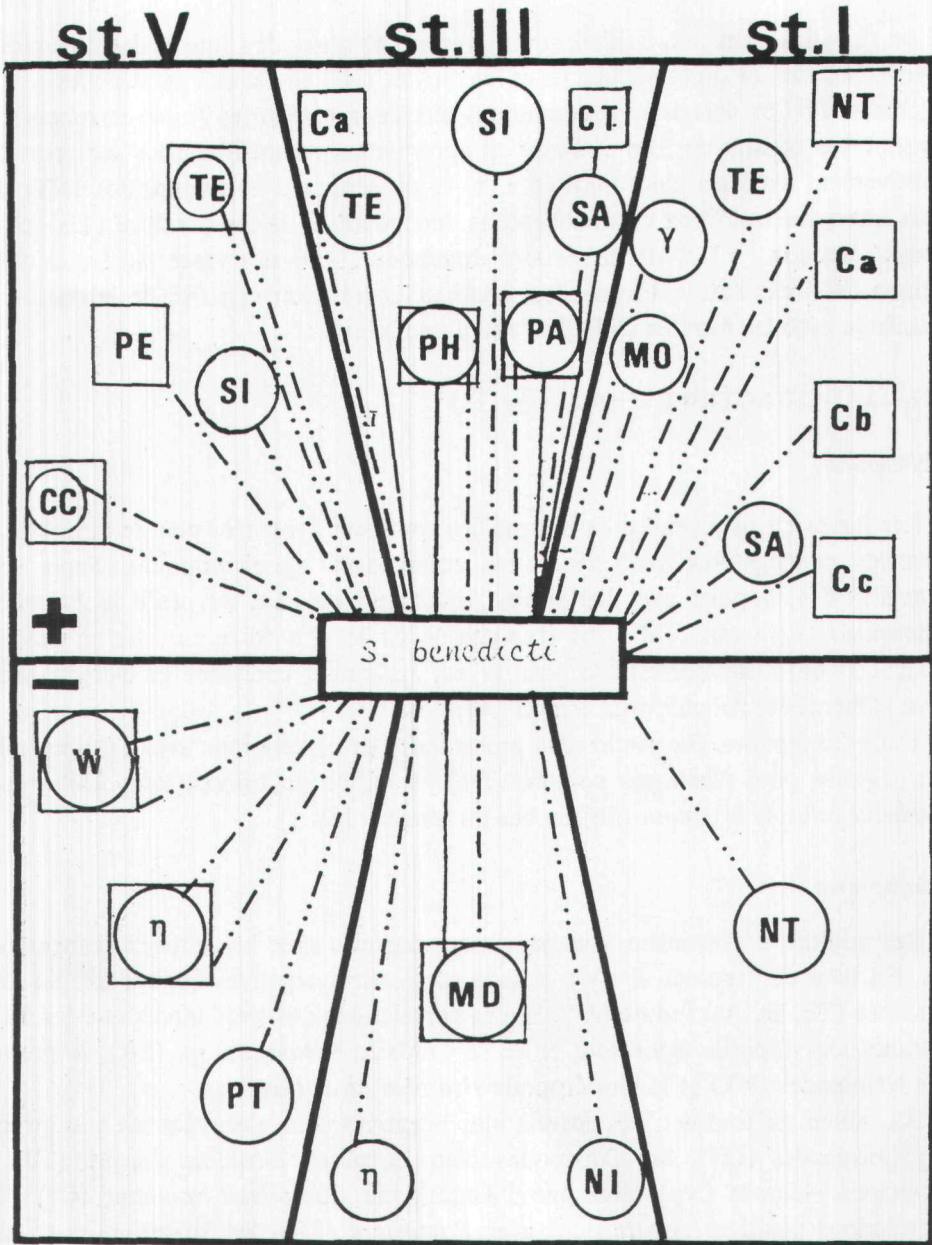 st. V st. III st. I
Ca SI CT NT
TE TE SA TE
Y Ca
PE SI PH PA MO
Cb
CC SA Cc
+
S. benedicti
−
W
η NT
MD
PT
η NI